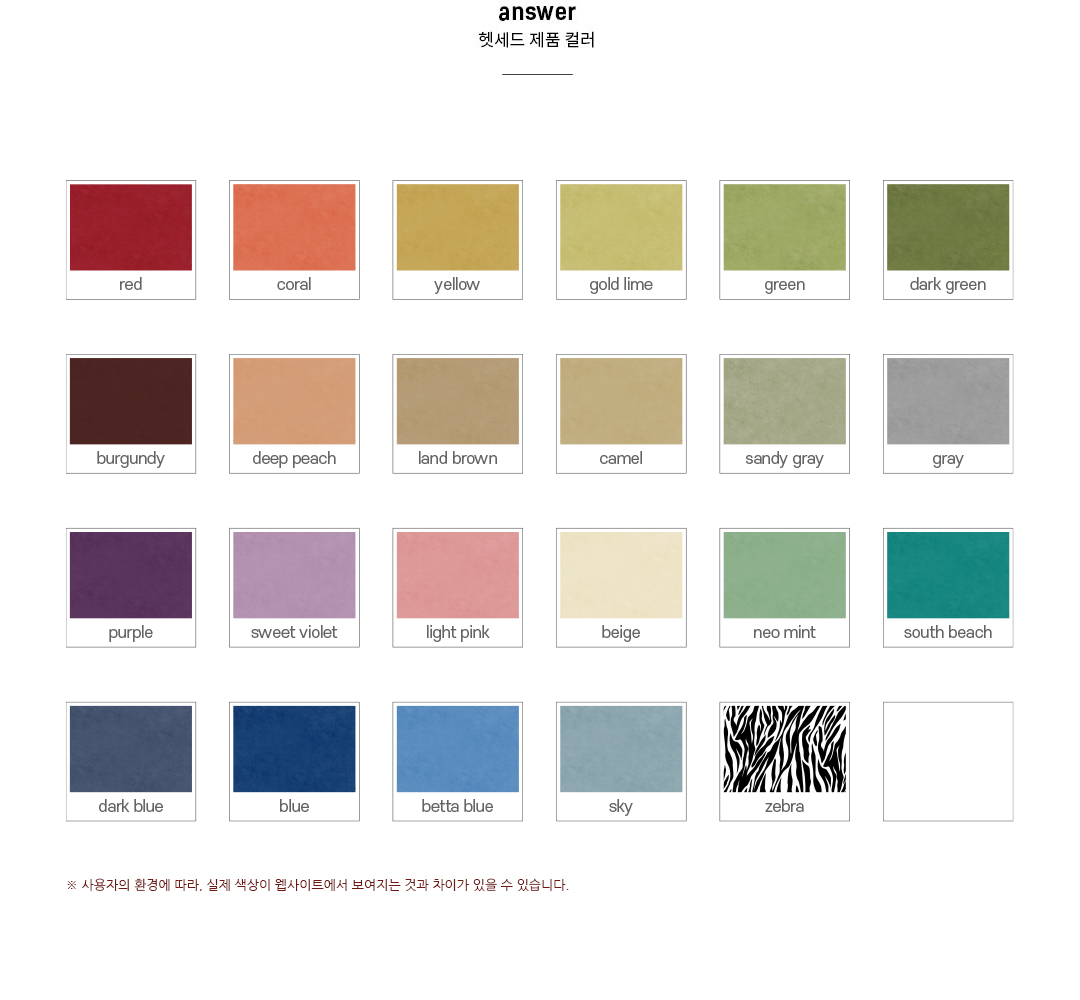 answer
헷세드 제품 컬러
red coral yellow gold lime green dark green
burgundy deep peach land brown camel sandy gray gray
purple sweet violet light pink beige neo mint south beach
dark blue blue betta blue sky zebra
※ 사용자의 환경에 따라, 실제 색상이 웹사이트에서 보여지는 것과 차이가 있을 수 있습니다.